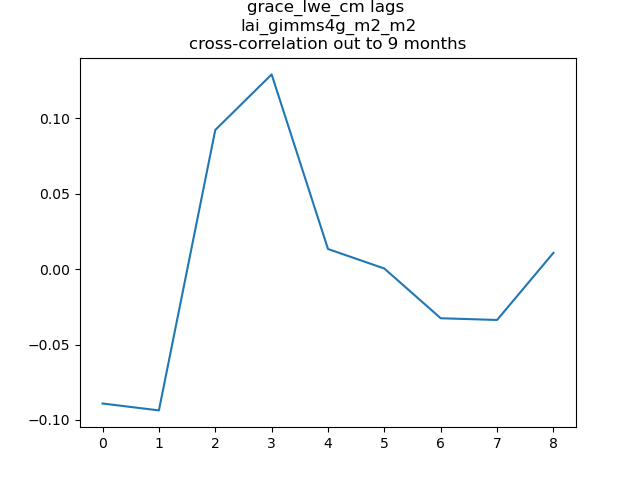 grace_lwe_cm lags
lai_gimms4g_m2_m2
cross-correlation out to 9 months
0.10
0.05
0.00
−0.05
−0.10
0 1 2 3 4 5 6 7 8